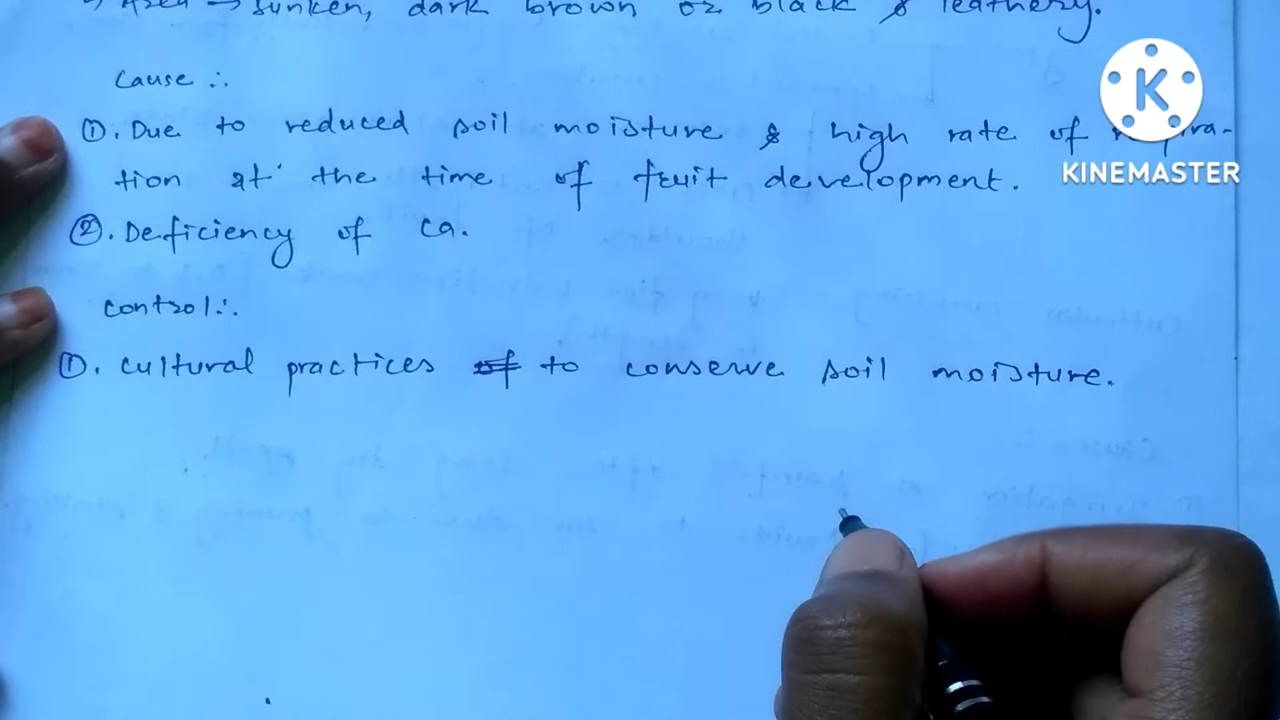 Area → sunken, dark brown or black & leathery.
Cause :.
①. Due to reduced soil moisture & high rate of
tion at the time of fruit development.
②. Deficiency of Ca.
Control:.
①. Cultural practices of to conserve soil moisture.
K
KINEMASTER